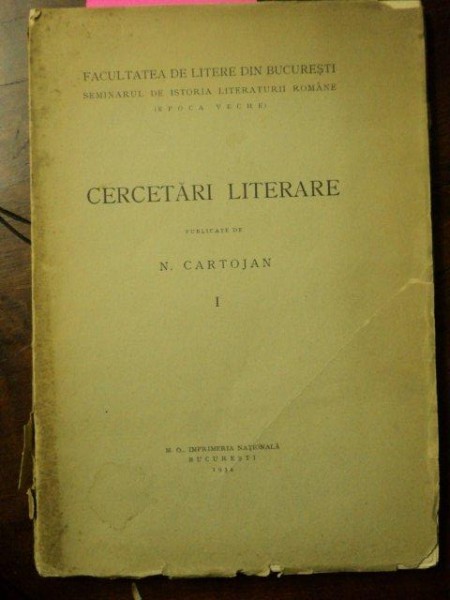 FACULTATEA DE LITERE DIN BUCUREȘTI
SEMINARUL DE ISTORIA LITERATURII ROMÂNE
(EPOCA VECHE)
CERCETĂRI LITERARE
PUBLICATE DE
N. CARTOJAN
I
M. O., IMPRIMERIA NAȚIONALĂ
BUCUREȘTI
1934